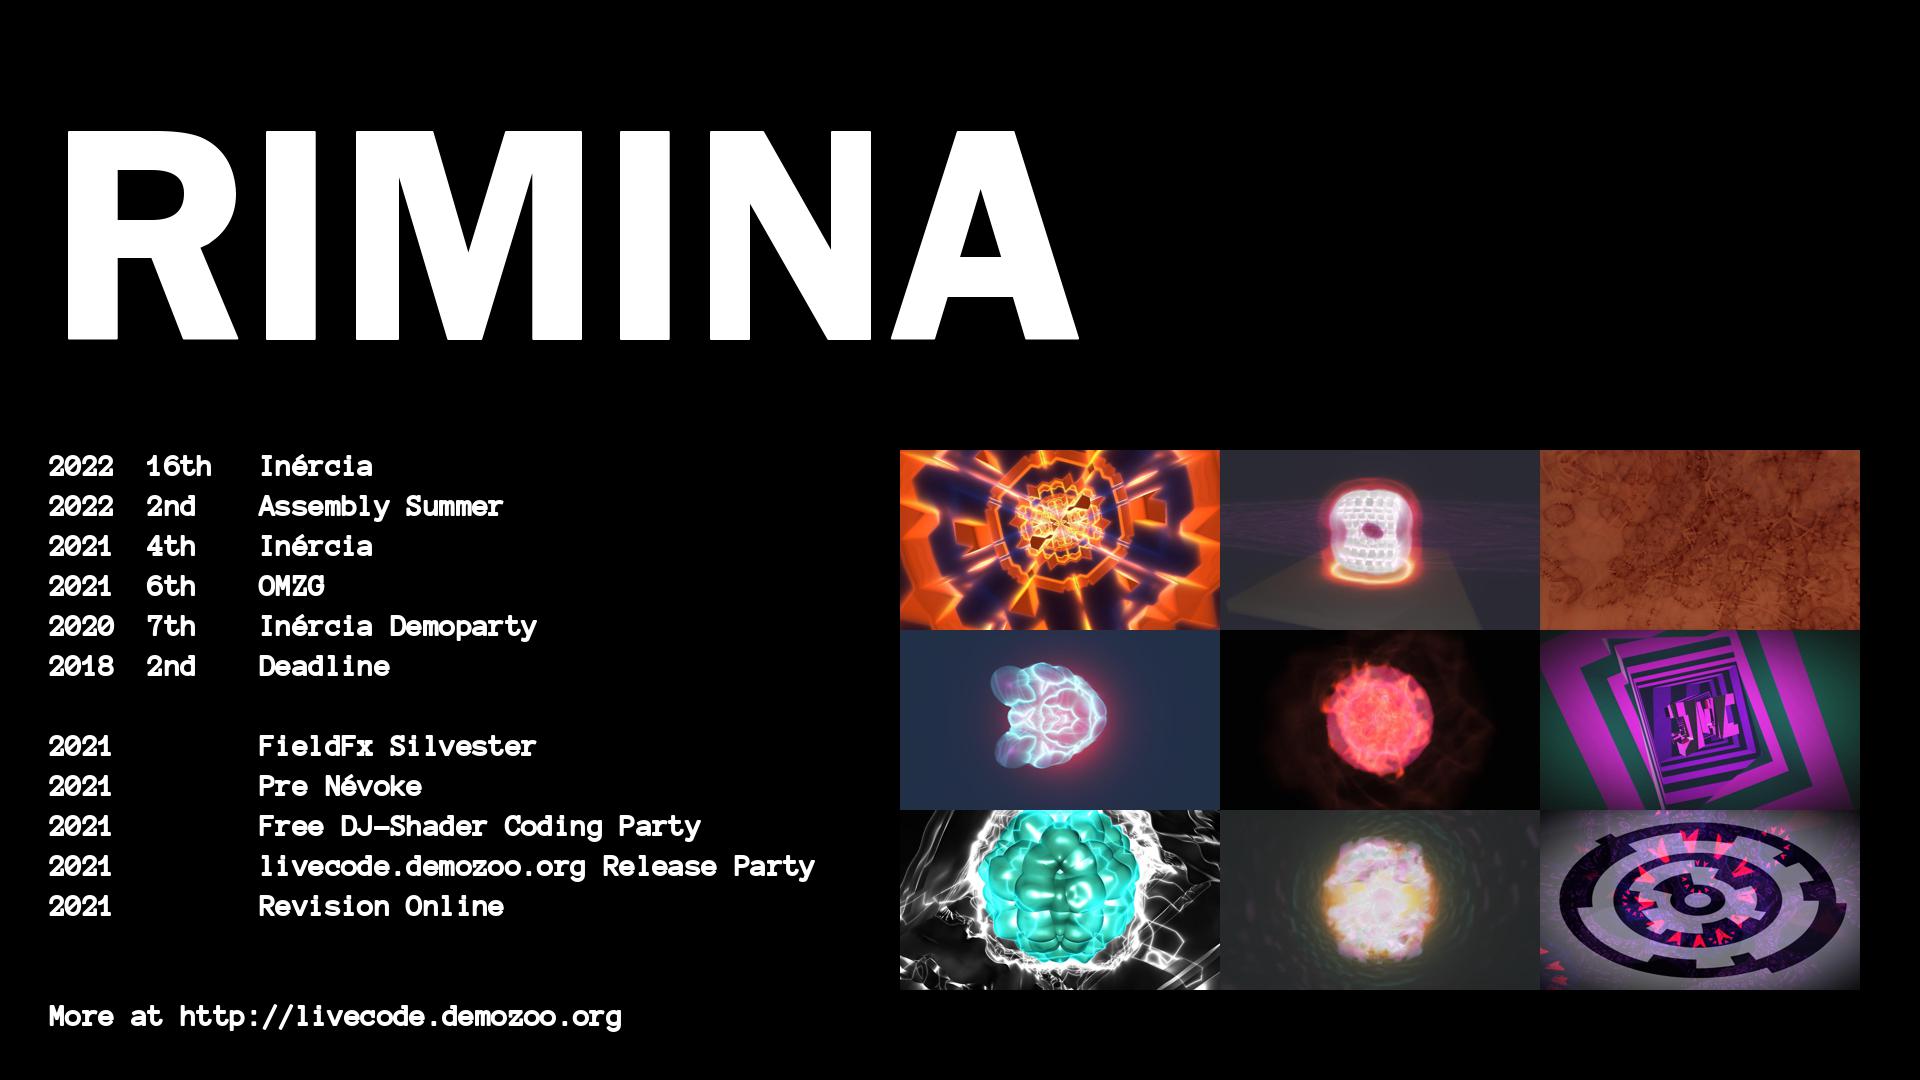 RIMINA
2022 16th Inércia
2022 2nd Assembly Summer
2021 4th Inércia
2021 6th OMZG
2020 7th Inércia Demoparty
2018 2nd Deadline
2021 FieldFx Silvester
2021 Pre Névoke
2021 Free DJ-Shader Coding Party
2021 livecode.demozoo.org Release Party
2021 Revision Online
More at http://livecode.demozoo.org